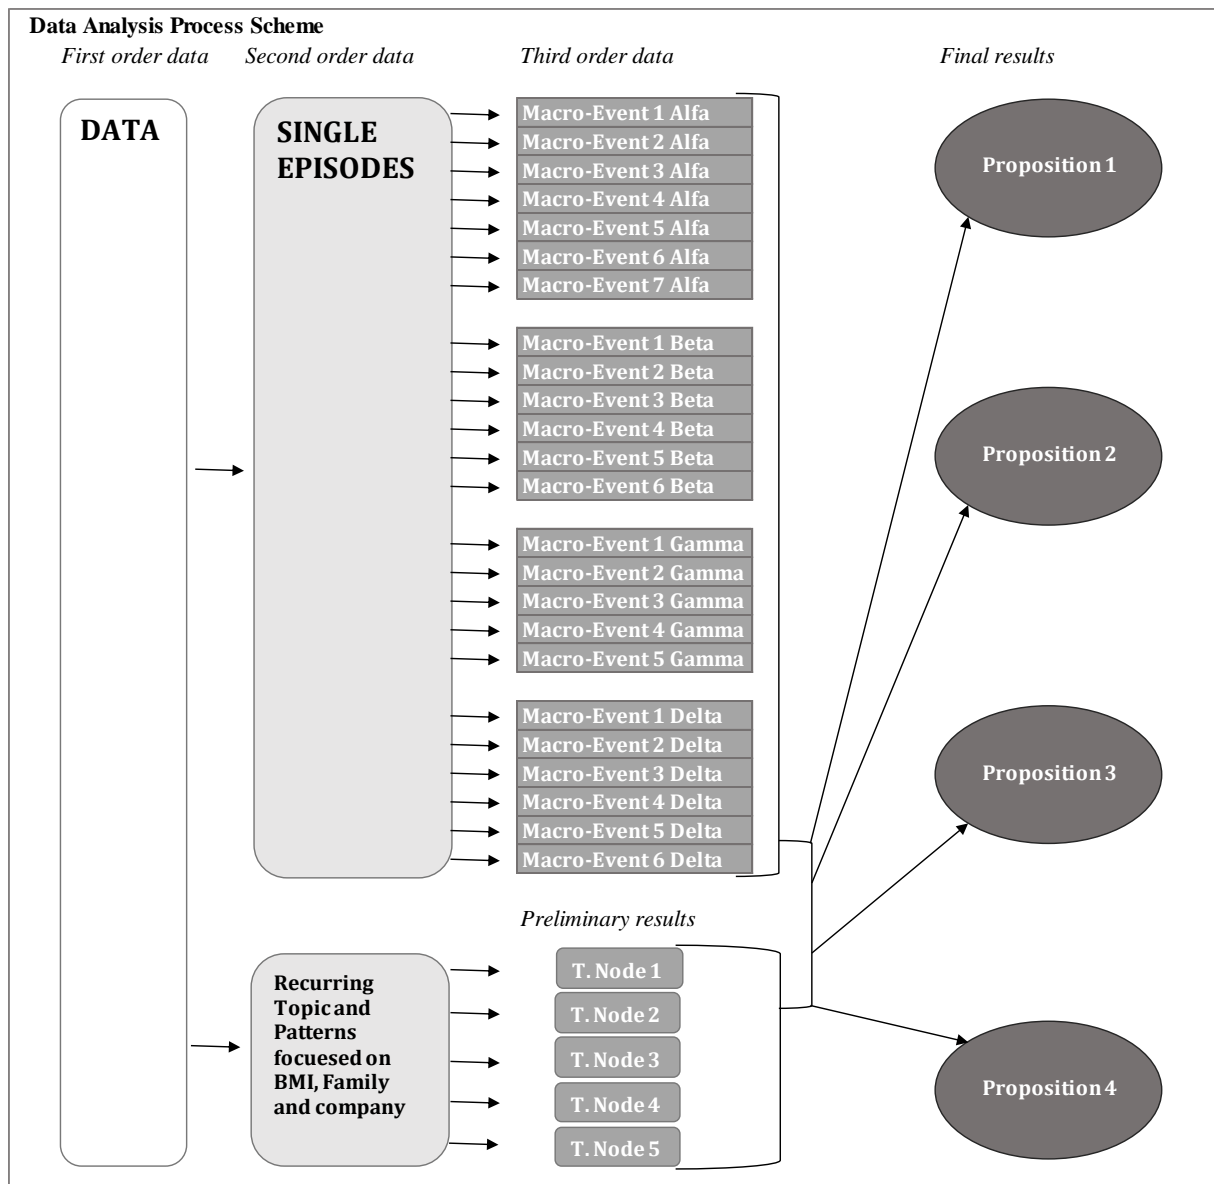 Data Analysis Process Scheme
First order data
Second order data
Third order data
Final results
DATA
SINGLE
EPISODES
Macro-Event 1 Alfa
Macro-Event 2 Alfa
Macro-Event 3 Alfa
Macro-Event 4 Alfa
Macro-Event 5 Alfa
Macro-Event 6 Alfa
Macro-Event 7 Alfa
Macro-Event 1 Beta
Macro-Event 2 Beta
Macro-Event 3 Beta
Macro-Event 4 Beta
Macro-Event 5 Beta
Macro-Event 6 Beta
Macro-Event 1 Gamma
Macro-Event 2 Gamma
Macro-Event 3 Gamma
Macro-Event 4 Gamma
Macro-Event 5 Gamma
Macro-Event 1 Delta
Macro-Event 2 Delta
Macro-Event 3 Delta
Macro-Event 4 Delta
Macro-Event 5 Delta
Macro-Event 6 Delta
Preliminary results
Recurring
Topic and
Patterns
focuesed on
BMI, Family
and company
T. Node 1
T. Node 2
T. Node 3
T. Node 4
T. Node 5
Proposition 1
Proposition 2
Proposition 3
Proposition 4